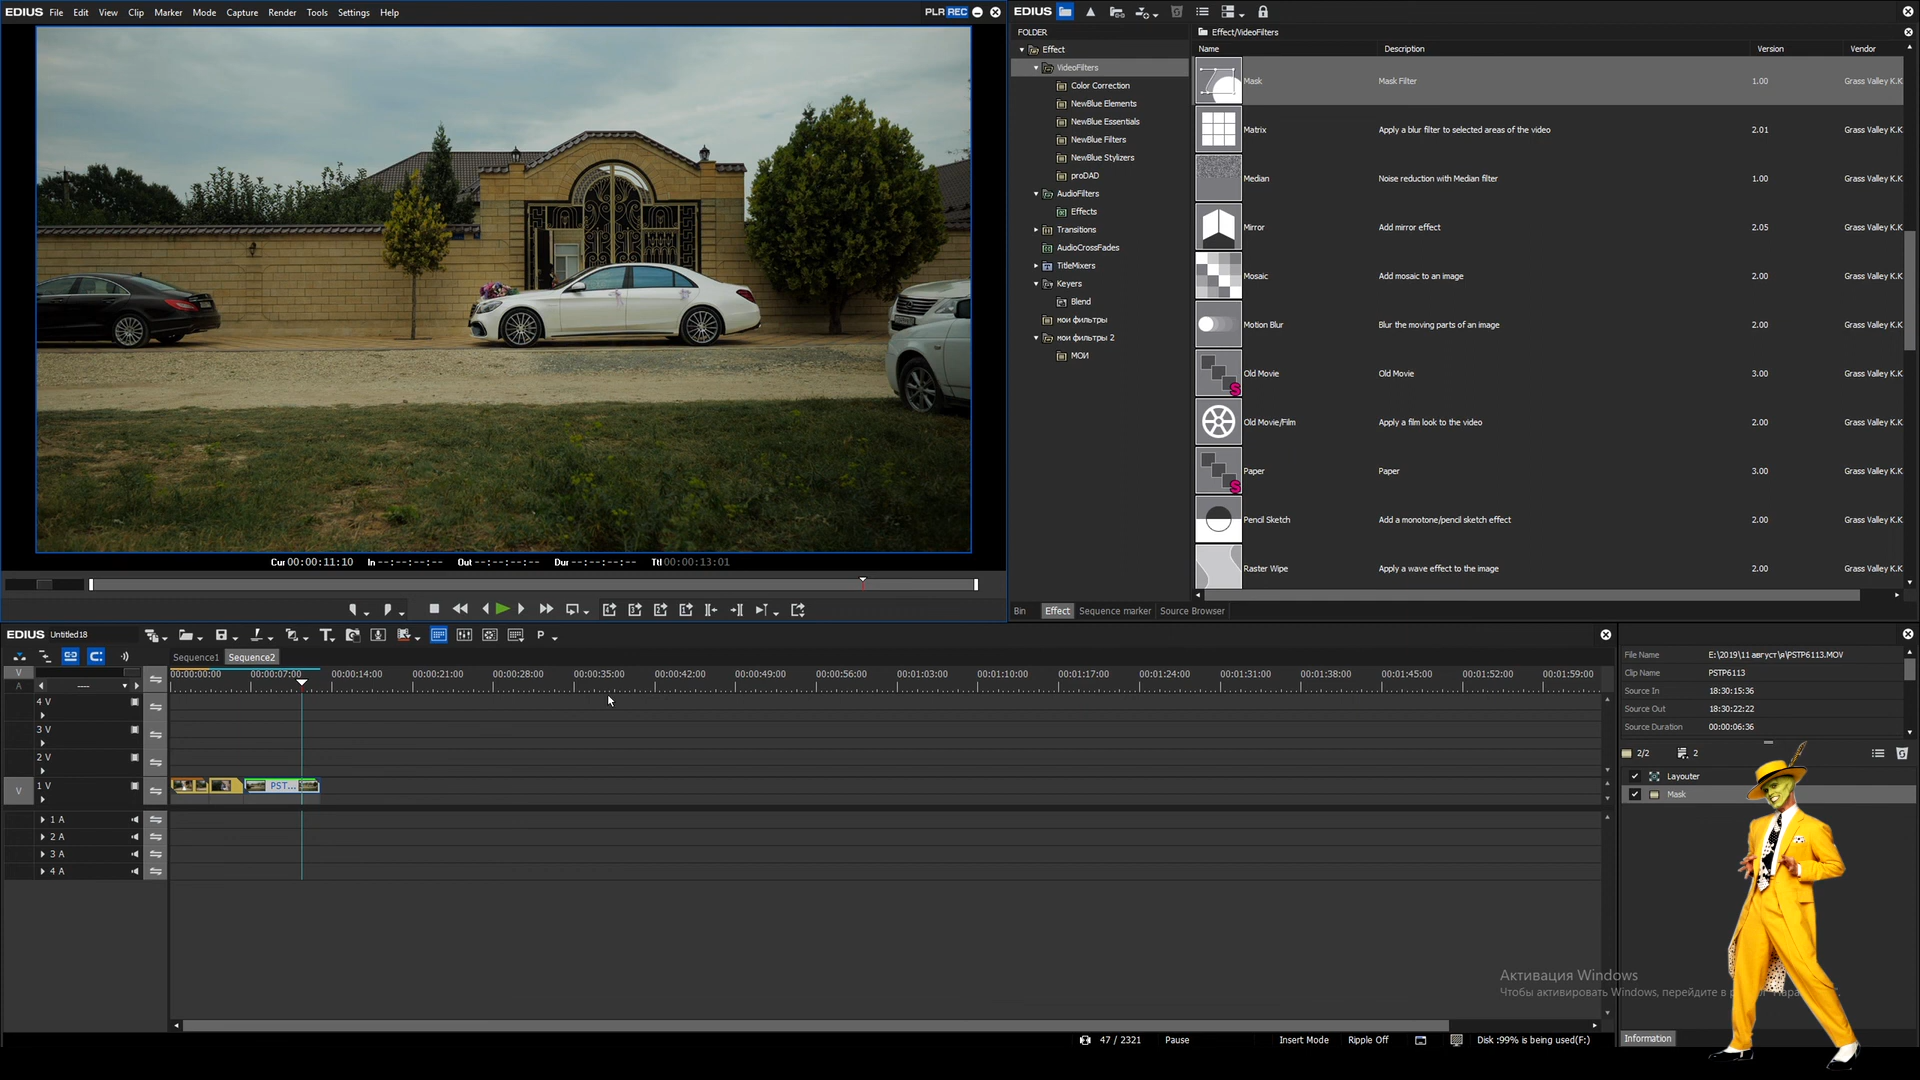 EDIUS File Edit View Clip Marker Mode Capture Render Tools Settings Help PLR REC
Cur 00:00:11:10 In --:--:--:-- Out --:--:--:-- Dur --:--:--:-- Ttl 00:00:13:01
EDIUS
FOLDER
Effect
VideoFilters
Color Correction
NewBlue Elements
NewBlue Essentials
NewBlue Filters
NewBlue Stylizers
proDAD
AudioFilters
Effects
Transitions
AudioCrossFades
TitleMixers
Keyers
Blend
мои фильтры
мои фильтры 2
МОИ
Effect/VideoFilters
Name Description Version Vendor
Mask Mask Filter 1.00 Grass Valley K.K
Matrix Apply a blur filter to selected areas of the video 2.01 Grass Valley K.K
Median Noise reduction with Median filter 1.00 Grass Valley K.K
Mirror Add mirror effect 2.05 Grass Valley K.K
Mosaic Add mosaic to an image 2.00 Grass Valley K.K
Motion Blur Blur the moving parts of an image 2.00 Grass Valley K.K
S
Old Movie Old Movie 3.00 Grass Valley K.K
Old Movie/Film Apply a film look to the video 2.00 Grass Valley K.K
S
Paper Paper 3.00 Grass Valley K.K
Pencil Sketch Add a monotone/pencil sketch effect 2.00 Grass Valley K.K
Raster Wipe Apply a wave effect to the image 2.00 Grass Valley K.K
Bin Effect Sequence marker Source Browser
EDIUS Untitled18 T P
Sequence1 Sequence2
V
A ----
00:00:00:00 00:00:07:00 00:00:14:00 00:00:21:00 00:00:28:00 00:00:35:00 00:00:42:00 00:00:49:00 00:00:56:00 00:01:03:00 00:01:10:00 00:01:17:00 00:01:24:00 00:01:31:00 00:01:38:00 00:01:45:00 00:01:52:00 00:01:59:00
4 V
3 V
2 V
V 1 V PST...
1 A
2 A
3 A
4 A
47 / 2321 Pause Insert Mode Ripple Off Disk :99% is being used(F:)
File Name E:\2019\11 август\я\PSTP6113.MOV
Clip Name PSTP6113
Source In 18:30:15:36
Source Out 18:30:22:22
Source Duration 00:00:06:36
2/2 2
Layouter
Mask
Активация Windows
Чтобы активировать Windows, перейдите в
Information